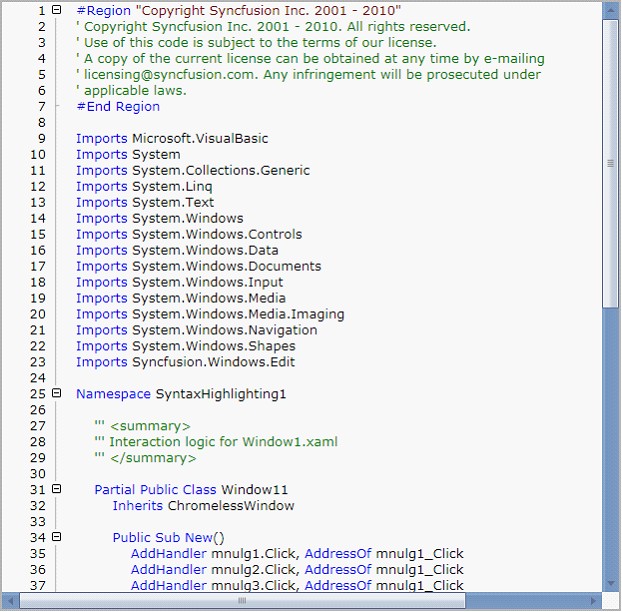 1 #Region "Copyright Syncfusion Inc. 2001 - 2010"
2 ' Copyright Syncfusion Inc. 2001 - 2010. All rights reserved.
3 ' Use of this code is subject to the terms of our license.
4 ' A copy of the current license can be obtained at any time by e-mailing
5 ' licensing@syncfusion.com. Any infringement will be prosecuted under
6 ' applicable laws.
7 #End Region
8
9 Imports Microsoft.VisualBasic
10 Imports System
11 Imports System.Collections.Generic
12 Imports System.Linq
13 Imports System.Text
14 Imports System.Windows
15 Imports System.Windows.Controls
16 Imports System.Windows.Data
17 Imports System.Windows.Documents
18 Imports System.Windows.Input
19 Imports System.Windows.Media
20 Imports System.Windows.Media.Imaging
21 Imports System.Windows.Navigation
22 Imports System.Windows.Shapes
23 Imports Syncfusion.Windows.Edit
24
25 Namespace SyntaxHighlighting1
26
27 ''' <summary>
28 ''' Interaction logic for Window1.xaml
29 ''' </summary>
30
31 Partial Public Class Window11
32 Inherits ChromelessWindow
33
34 Public Sub New()
35 AddHandler mnulg1.Click, AddressOf mnulg1_Click
36 AddHandler mnulg2.Click, AddressOf mnulg1_Click
37 AddHandler mnulg3.Click, AddressOf mnulg1_Click